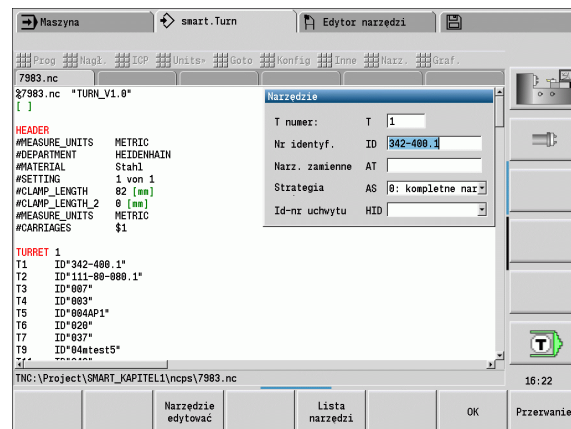 Maszyna
smart.Turn
Edytor narzędzi
Prog Nagł. ICP Units» Goto Konfig Inne Narz. Graf.
7983.nc
%7983.nc "TURN_V1.0"
[ ]
HEADER
#MEASURE_UNITS METRIC
#DEPARTMENT HEIDENHAIN
#MATERIAL Stahl
#SETTING 1 von 1
#CLAMP_LENGTH 82 [mm]
#CLAMP_LENGTH_2 0 [mm]
#MEASURE_UNITS METRIC
#CARRIAGES $1
TURRET 1
T1 ID"342-400.1"
T2 ID"111-80-080.1"
T3 ID"007"
T4 ID"003"
T5 ID"004AP1"
T6 ID"020"
T7 ID"037"
T9 ID"04mtest5"
Narzędzie
T numer: T 1
Nr identyf. ID 342-400.1
Narz. zamienne AT
Strategia AS 0: kompletne nar
Id-nr uchwytu HID
TNC:\Project\SMART_KAPITEL1\ncps\7983.nc
T
16:22
Narzędzie edytować
Lista narzędzi
OK
Przerwanie